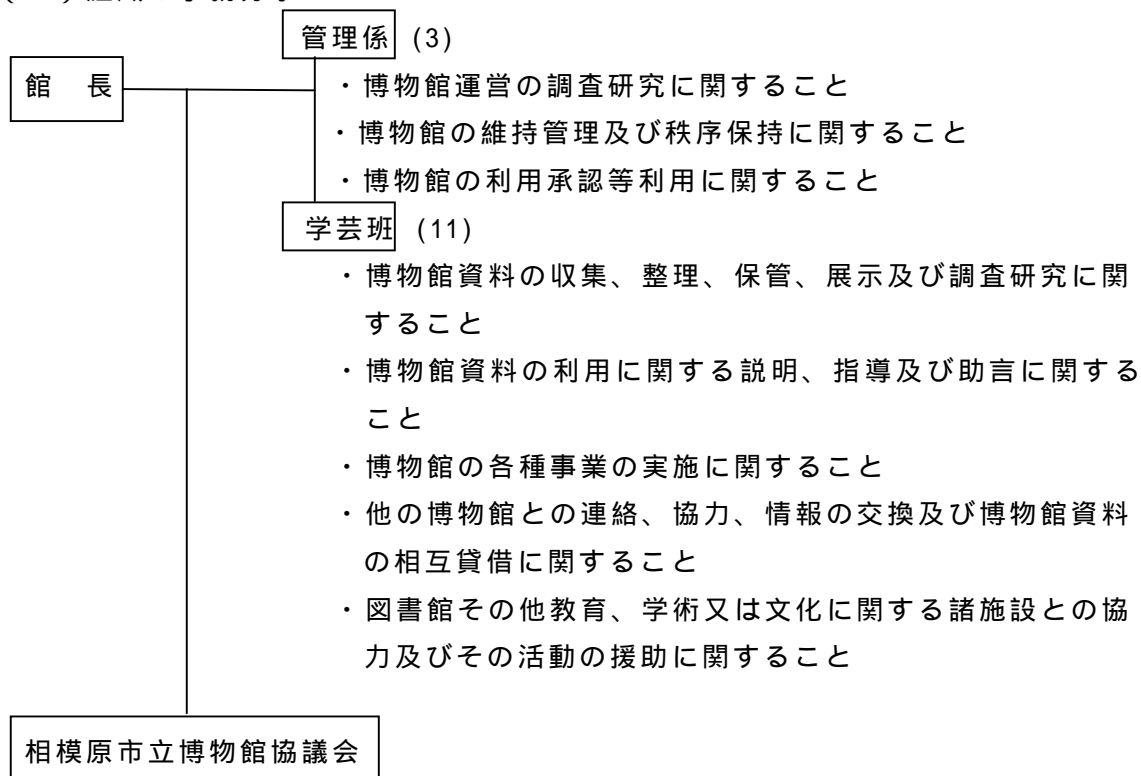 管理係 (3)
館　長
・博物館運営の調査研究に関すること
・博物館の維持管理及び秩序保持に関すること
・博物館の利用承認等利用に関すること
学芸班 (11)
・博物館資料の収集、整理、保管、展示及び調査研究に関
すること
・博物館資料の利用に関する説明、指導及び助言に関する
こと
・博物館の各種事業の実施に関すること
・他の博物館との連絡、協力、情報の交換及び博物館資料
の相互貸借に関すること
・図書館その他教育、学術又は文化に関する諸施設との協
力及びその活動の援助に関すること
相模原市立博物館協議会